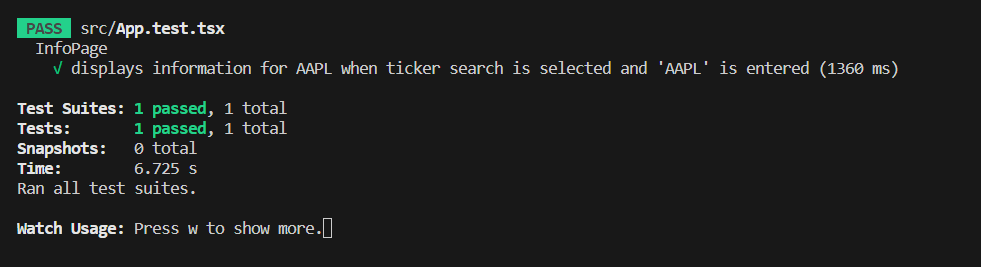 PASS src/App.test.tsx
InfoPage
√ displays information for AAPL when ticker search is selected and 'AAPL' is entered (1360 ms)
Test Suites: 1 passed, 1 total
Tests: 1 passed, 1 total
Snapshots: 0 total
Time: 6.725 s
Ran all test suites.
Watch Usage: Press w to show more.